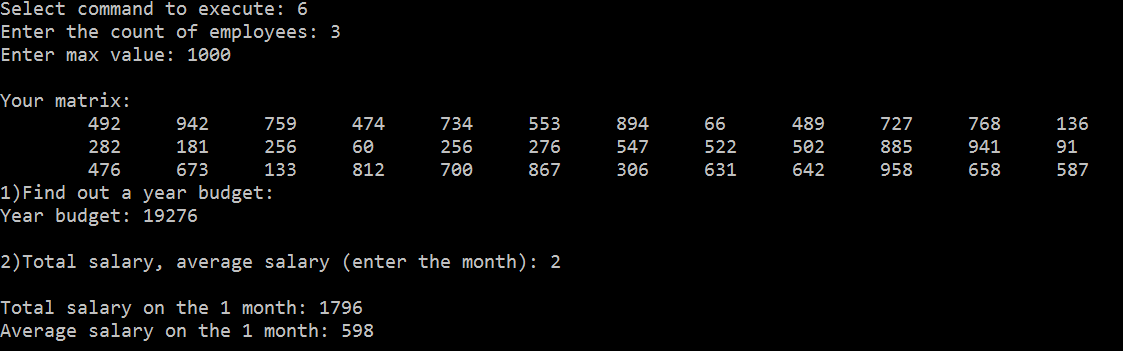 Select command to execute: 6
Enter the count of employees: 3
Enter max value: 1000
Your matrix:
492 942 759 474 734 553 894 66 489 727 768 136
282 181 256 60 256 276 547 522 502 885 941 91
476 673 133 812 700 867 306 631 642 958 658 587
1)Find out a year budget:
Year budget: 19276
2)Total salary, average salary (enter the month): 2
Total salary on the 1 month: 1796
Average salary on the 1 month: 598